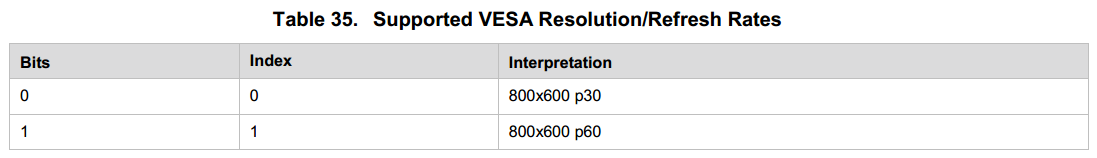 Table 35. Supported VESA Resolution/Refresh Rates
Bits Index Interpretation
0 0 800x600 p30
1 1 800x600 p60